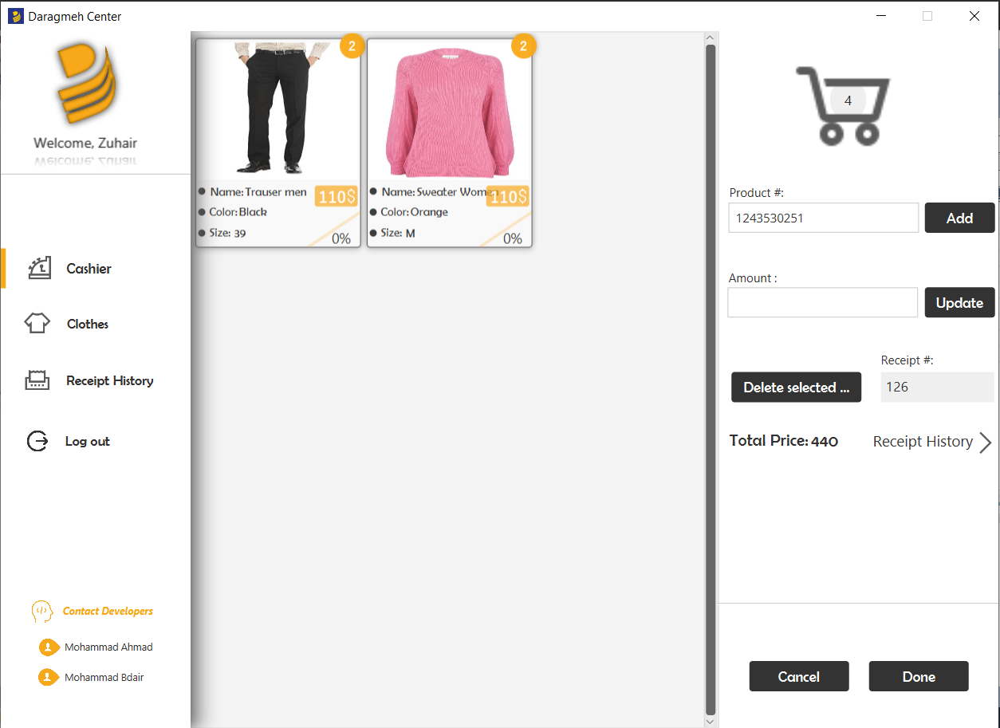 Daragmeh Center
Welcome, Zuhair
Cashier
Clothes
Receipt History
Log out
Contact Developers
Mohammad Ahmad
Mohammad Bdair
2
Name: Trauser men
110$
Color: Black
Size: 39
0%
2
Name: Sweater Women
110$
Color: Orange
Size: M
0%
4
Product #:
1243530251
Add
Amount :
Update
Delete selected ...
Receipt #:
126
Total Price: 440
Receipt History
Cancel
Done